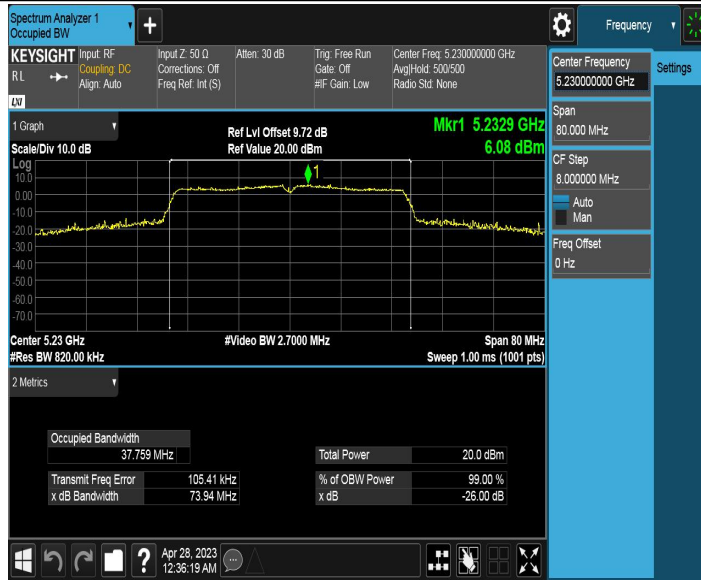 Spectrum Analyzer 1
Occupied BW
+
Frequency
KEYSIGHT
RL
LXI
Input: RF
Coupling: DC
Align: Auto
Input Z: 50 Ω
Corrections: Off
Freq Ref: Int (S)
Atten: 30 dB
Trig: Free Run
Gate: Off
#IF Gain: Low
Center Freq: 5.230000000 GHz
Avg|Hold: 500/500
Radio Std: None
Center Frequency
5.230000000 GHz
Settings
Span
80.000 MHz
CF Step
8.000000 MHz
Auto
Man
Freq Offset
0 Hz
1 Graph
Scale/Div 10.0 dB
Ref Lvl Offset 9.72 dB
Ref Value 20.00 dBm
Mkr1 5.2329 GHz
6.08 dBm
Log
10.0
0.00
-10.0
-20.0
-30.0
-40.0
-50.0
-60.0
-70.0
1
Center 5.23 GHz
#Res BW 820.00 kHz
#Video BW 2.7000 MHz
Span 80 MHz
Sweep 1.00 ms (1001 pts)
2 Metrics
Occupied Bandwidth
37.759 MHz
Total Power 20.0 dBm
Transmit Freq Error 105.41 kHz
% of OBW Power 99.00 %
x dB Bandwidth 73.94 MHz
x dB -26.00 dB
?
Apr 28, 2023
12:36:19 AM